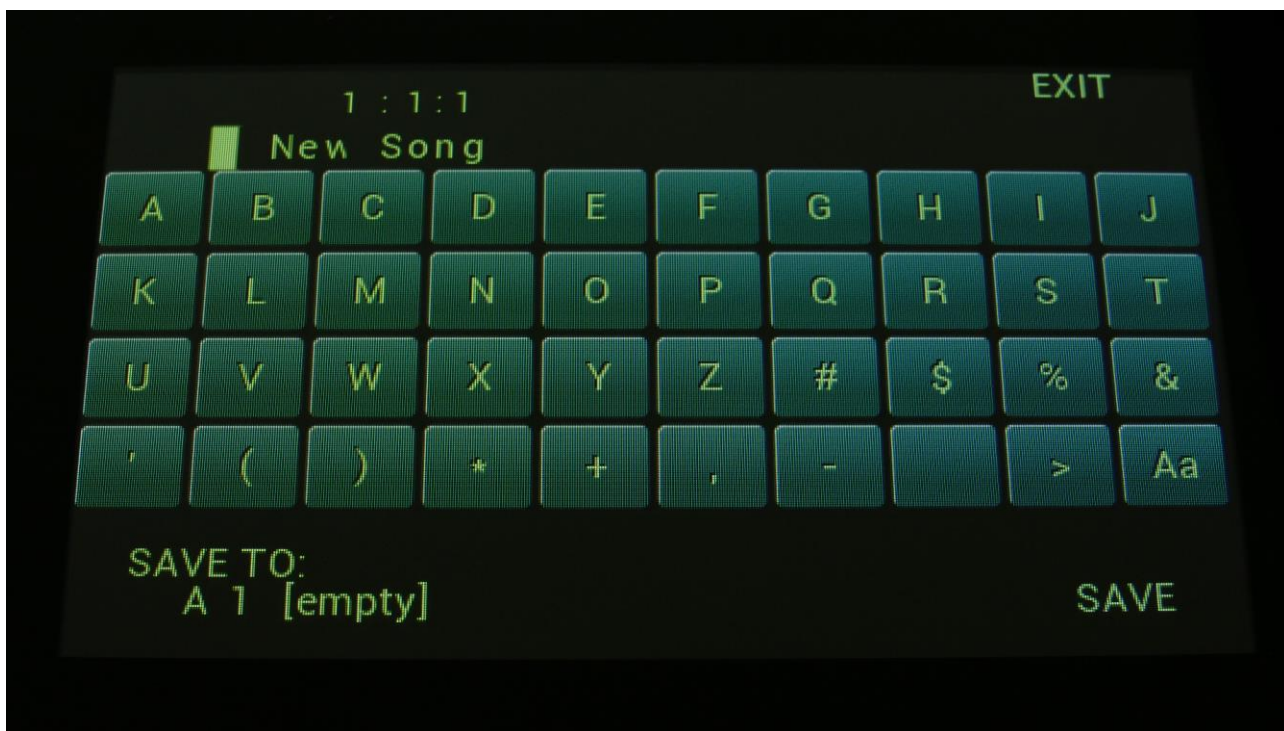 EXIT
1 : 1 : 1
New Song
A B C D E F G H I J
K L M N O P Q R S T
U V W X Y Z # $ % &
' ( ) * + , - > Aa
SAVE TO:
A 1 [empty]
SAVE